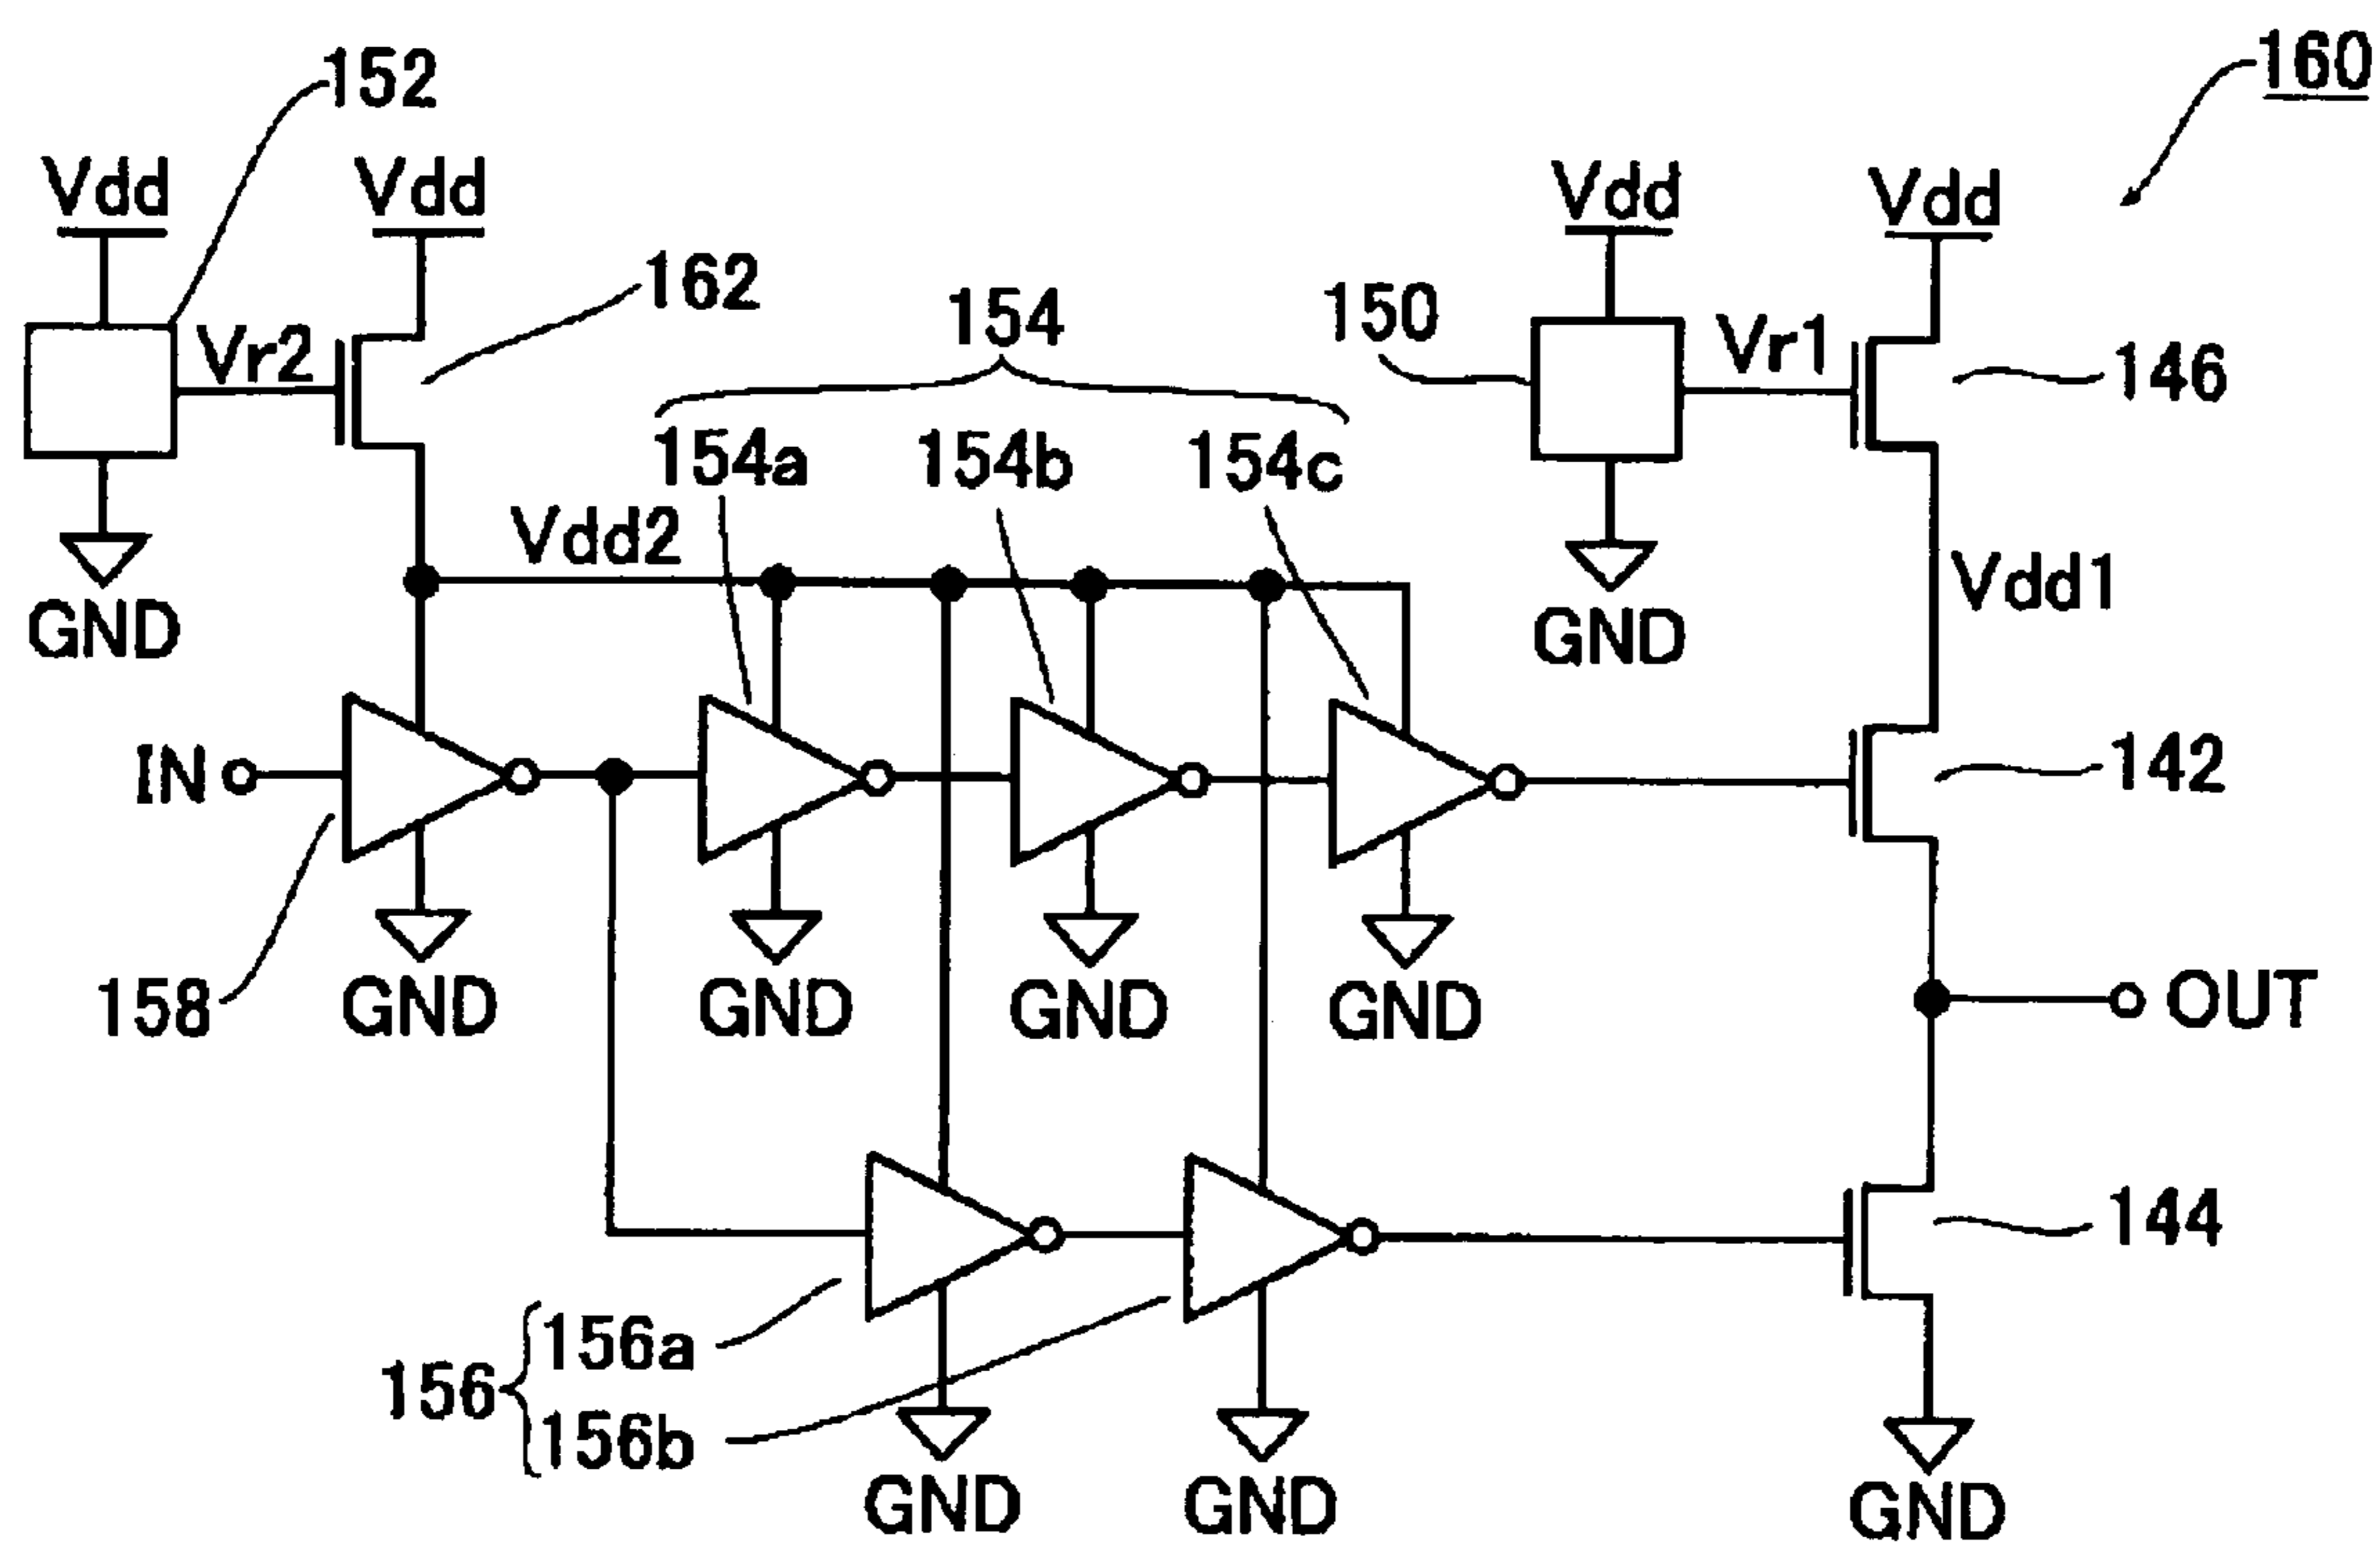 152
160
Vdd
Vdd
Vdd
Vdd
162
154
150
Vr2
Vr1
146
154a
154b
154c
Vdd2
Vdd1
GND
GND
IN
142
158
GND
GND
GND
GND
OUT
144
156
156a
156b
GND
GND
GND